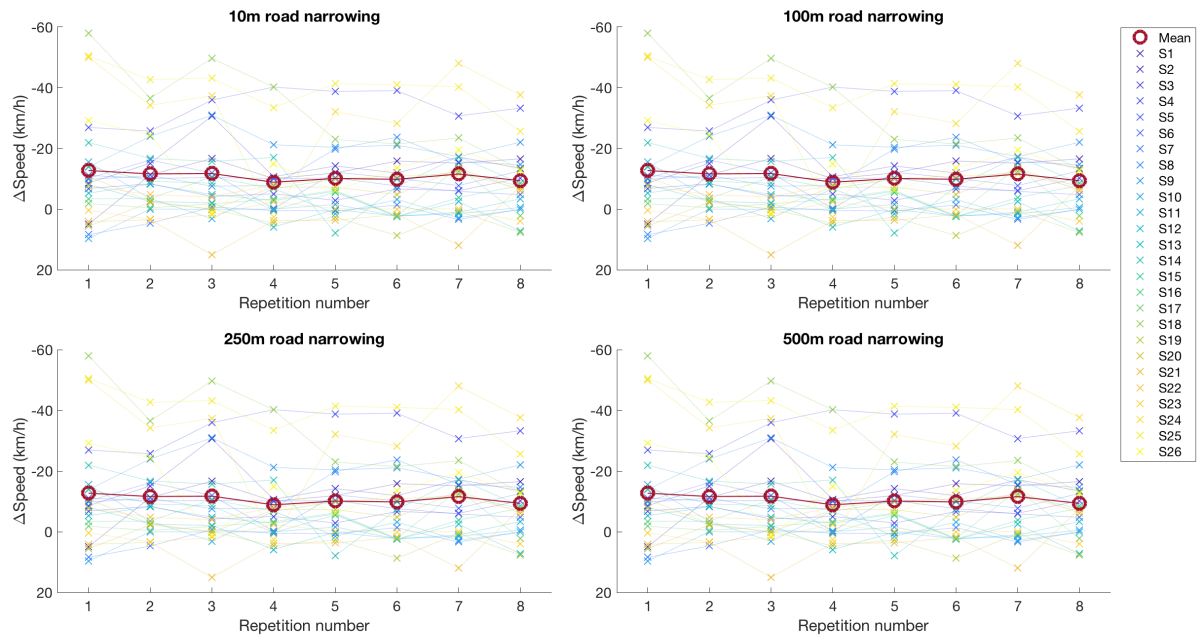 10m road narrowing
-60
-40
-20
0
20
ΔSpeed (km/h)
1 2 3 4 5 6 7 8
Repetition number
100m road narrowing
-60
-40
-20
0
20
ΔSpeed (km/h)
1 2 3 4 5 6 7 8
Repetition number
Mean
S1
S2
S3
S4
S5
S6
S7
S8
S9
S10
S11
S12
S13
S14
S15
S16
S17
S18
S19
S20
S21
S22
S23
S24
S25
S26
250m road narrowing
-60
-40
-20
0
20
ΔSpeed (km/h)
1 2 3 4 5 6 7 8
Repetition number
500m road narrowing
-60
-40
-20
0
20
ΔSpeed (km/h)
1 2 3 4 5 6 7 8
Repetition number